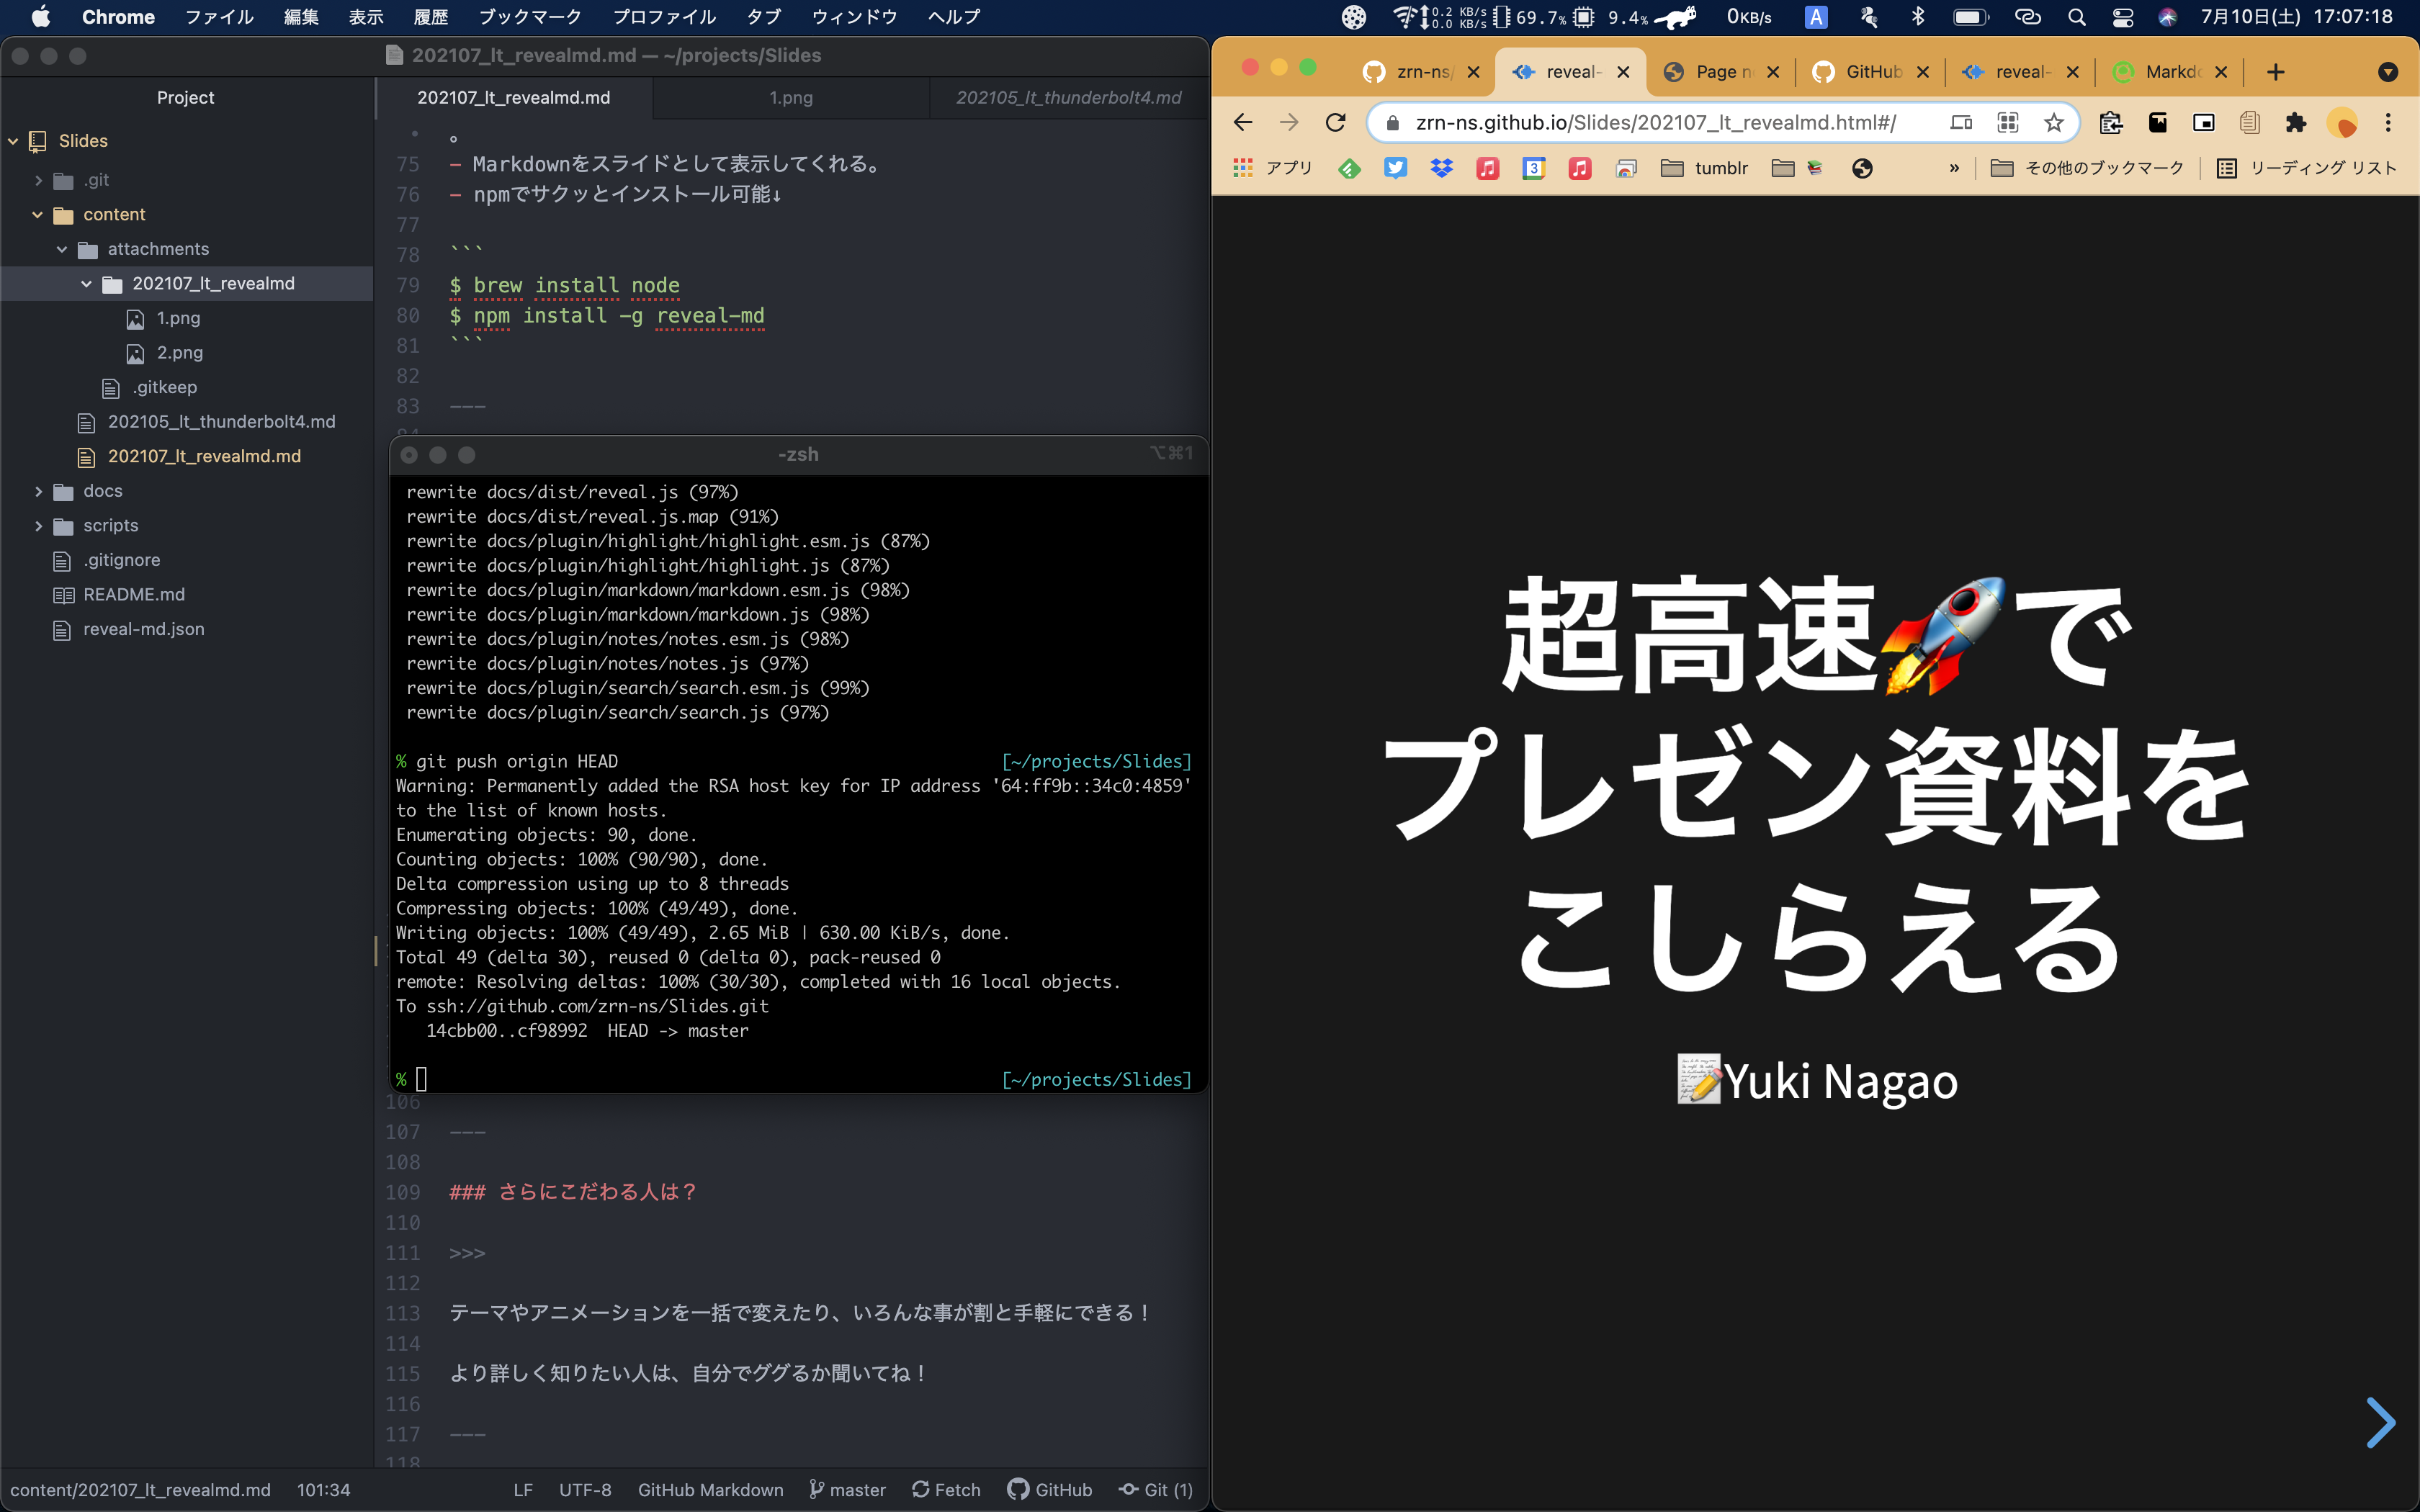 Chrome ファイル 編集 表示 履歴 ブックマーク プロファイル タブ ウィンドウ ヘルプ
0.2 KB/s
0.0 KB/s
69.7% 9.4% 0KB/s A 7月10日(土) 17:07:18
202107_lt_revealmd.md — ~/projects/Slides
Project
Slides
.git
content
attachments
202107_lt_revealmd
1.png
2.png
.gitkeep
202105_lt_thunderbolt4.md
202107_lt_revealmd.md
docs
scripts
.gitignore
README.md
reveal-md.json
202107_lt_revealmd.md 1.png 202105_lt_thunderbolt4.md
• 。
75 - Markdownをスライドとして表示してくれる。
76 - npmでサクッとインストール可能↓
77
78 ```
79 $ brew install node
80 $ npm install -g reveal-md
81 ```
82
83 ---
-zsh ⌥⌘1
rewrite docs/dist/reveal.js (97%)
rewrite docs/dist/reveal.js.map (91%)
rewrite docs/plugin/highlight/highlight.esm.js (87%)
rewrite docs/plugin/highlight/highlight.js (87%)
rewrite docs/plugin/markdown/markdown.esm.js (98%)
rewrite docs/plugin/markdown/markdown.js (98%)
rewrite docs/plugin/notes/notes.esm.js (98%)
rewrite docs/plugin/notes/notes.js (97%)
rewrite docs/plugin/search/search.esm.js (99%)
rewrite docs/plugin/search/search.js (97%)
% git push origin HEAD [~/projects/Slides]
Warning: Permanently added the RSA host key for IP address '64:ff9b::34c0:4859'
to the list of known hosts.
Enumerating objects: 90, done.
Counting objects: 100% (90/90), done.
Delta compression using up to 8 threads
Compressing objects: 100% (49/49), done.
Writing objects: 100% (49/49), 2.65 MiB | 630.00 KiB/s, done.
Total 49 (delta 30), reused 0 (delta 0), pack-reused 0
remote: Resolving deltas: 100% (30/30), completed with 16 local objects.
To ssh://github.com/zrn-ns/Slides.git
14cbb00..cf98992 HEAD -> master
% [~/projects/Slides]
106
107 ---
108
109 ### さらにこだわる人は？
110
111 >>>
112
113 テーマやアニメーションを一括で変えたり、いろんな事が割と手軽にできる！
114
115 より詳しく知りたい人は、自分でググるか聞いてね！
116
117 ---
118
content/202107_lt_revealmd.md 101:34 LF UTF-8 GitHub Markdown master Fetch GitHub Git (1)
zrn-ns/ reveal- Page n GitHub reveal- Markdo
zrn-ns.github.io/Slides/202107_lt_revealmd.html#/
アプリ 3 tumblr » その他のブックマーク リーディング リスト
超高速🚀で
プレゼン資料を
こしらえる
📝Yuki Nagao